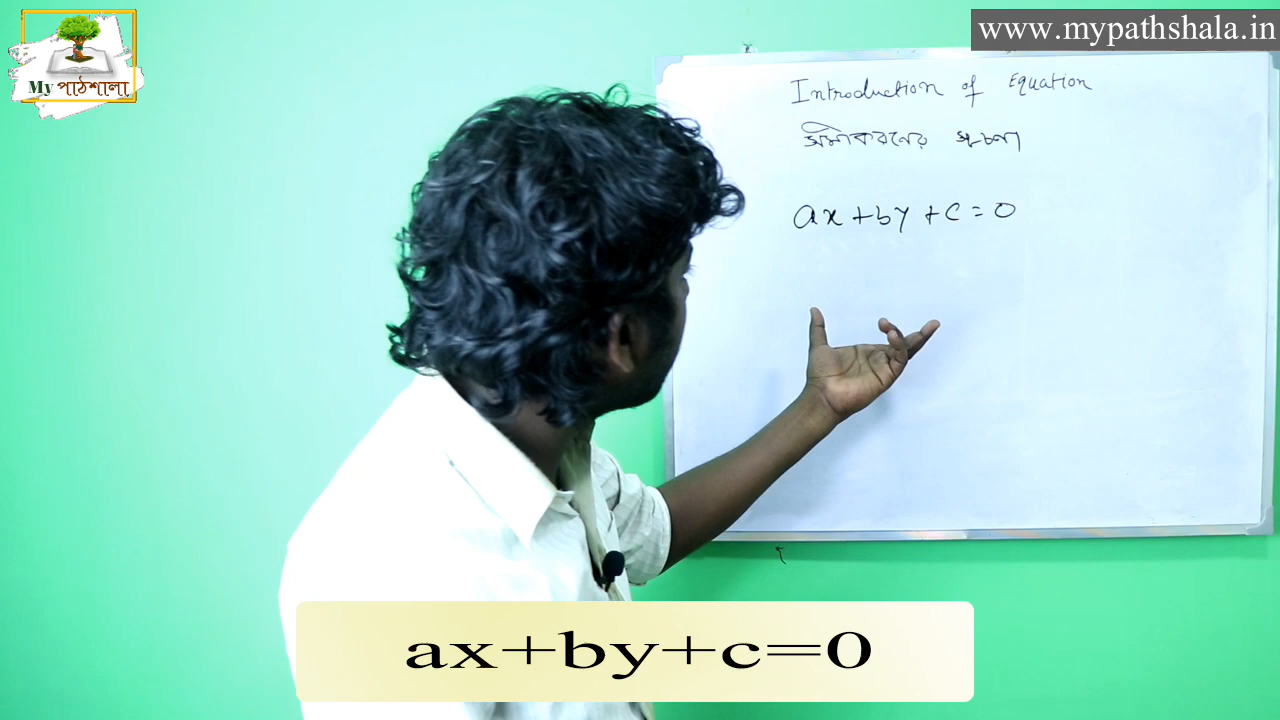 My পাঠশালা
www.mypathshala.in
Introduction of Equation
সমীকরণের সূচনা
ax + by + c = 0
ax+by+c=0